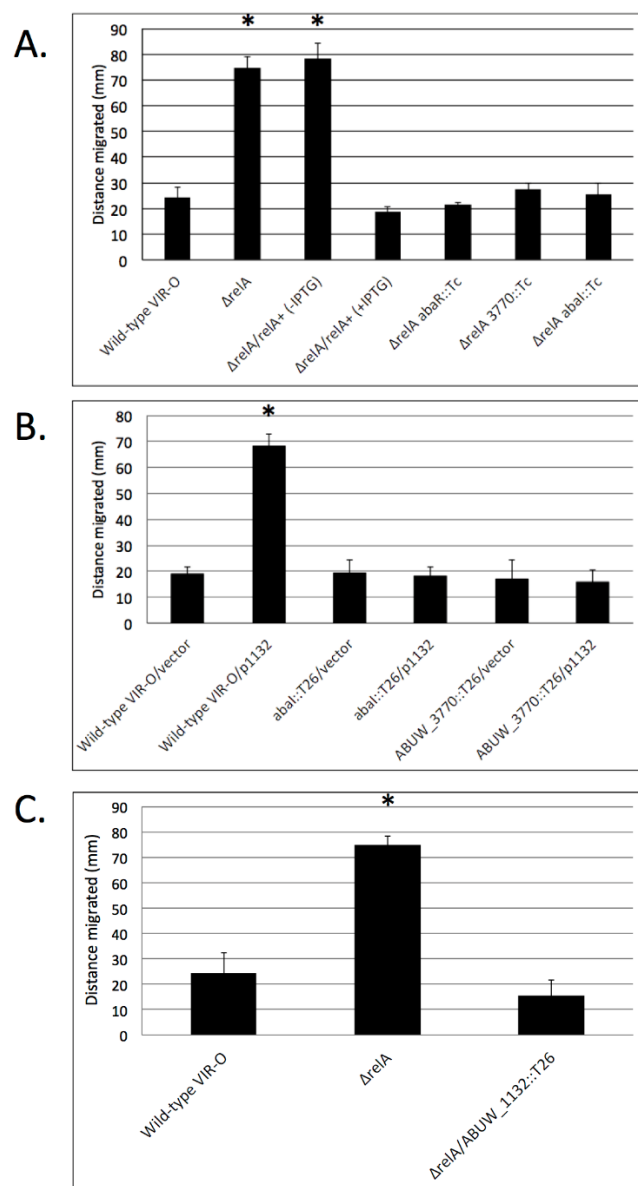 A.
* *
Distance migrated (mm)
90
80
70
60
50
40
30
20
10
0
Wild-type VIR-O
ΔrelA
ΔrelA/relA+ (-IPTG)
ΔrelA/relA+ (+IPTG)
ΔrelA abaR::Tc
ΔrelA 3770::Tc
ΔrelA abaI::Tc
B.
*
Distance migrated (mm)
80
70
60
50
40
30
20
10
0
Wild-type VIR-O/vector
Wild-type VIR-O/p1132
abaI::T26/vector
abaI::T26/p1132
ABUW_3770::T26/vector
ABUW_3770::T26/p1132
C.
*
Distance migrated (mm)
90
80
70
60
50
40
30
20
10
0
Wild-type VIR-O
ΔrelA
ΔrelA/ABUW_1132::T26